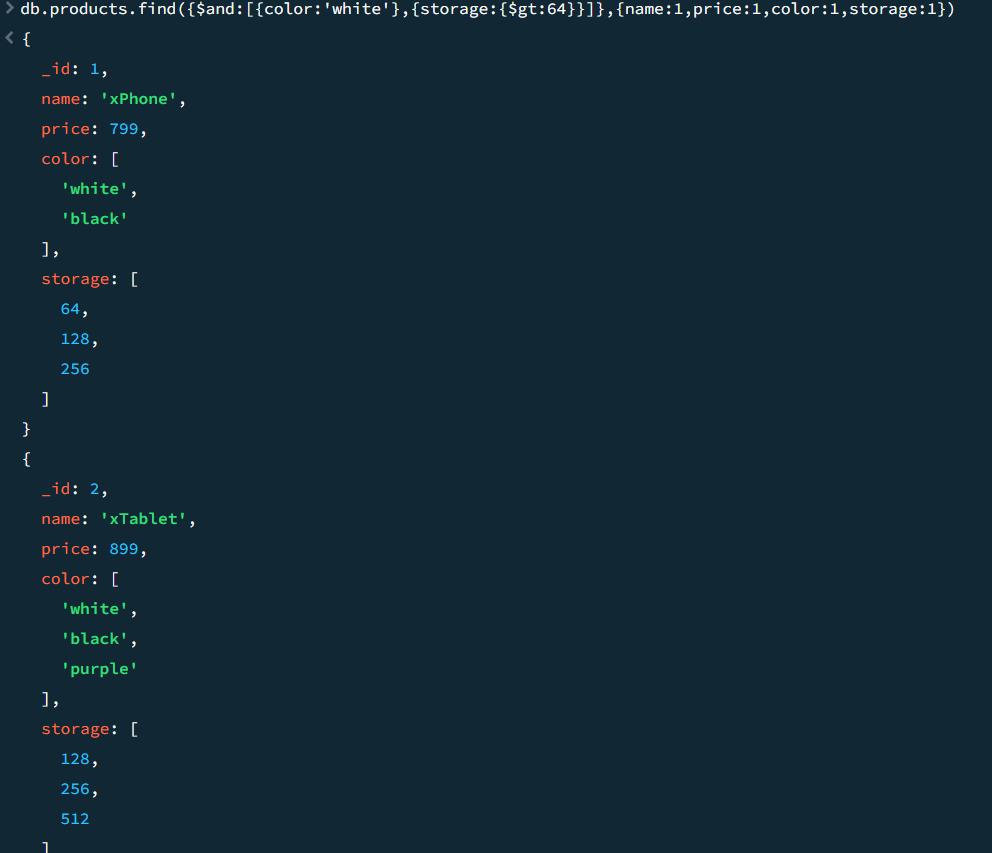 db.products.find({$and:[{color:'white'},{storage:{$gt:64}}]},{name:1,price:1,color:1,storage:1})
{
_id: 1,
name: 'xPhone',
price: 799,
color: [
'white',
'black'
],
storage: [
64,
128,
256
]
}
{
_id: 2,
name: 'xTablet',
price: 899,
color: [
'white',
'black',
'purple'
],
storage: [
128,
256,
512
]